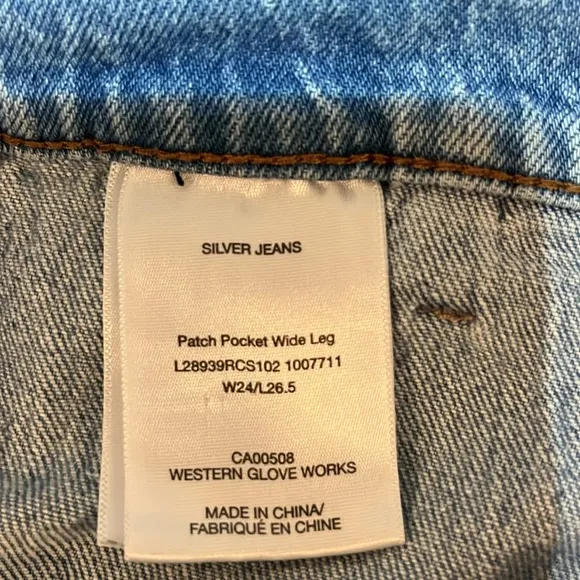 SILVER JEANS
Patch Pocket Wide Leg
L28939RCS102 1007711
W24/L26.5
CA00508
WESTERN GLOVE WORKS
MADE IN CHINA/
FABRIQUÉ EN CHINE